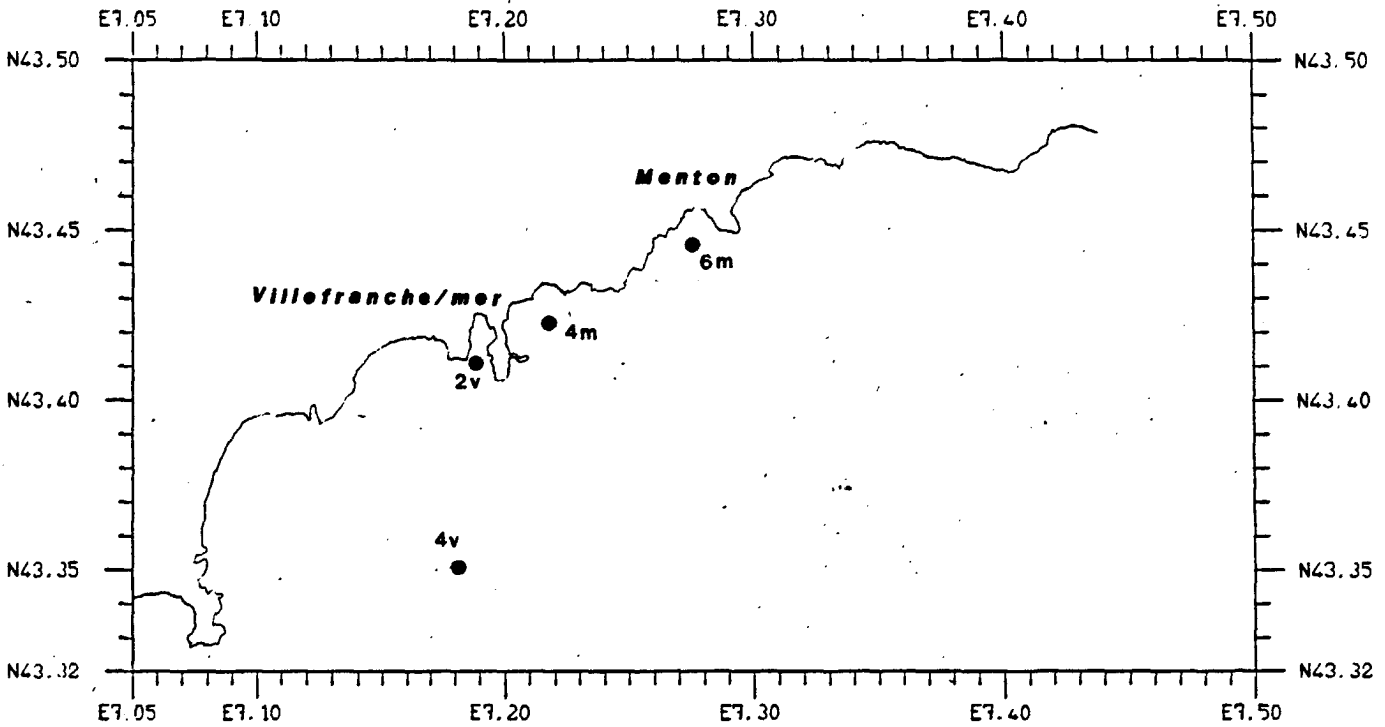 E7.05 E7.10 E7.20 E7.30 E7.40 E7.50
N43.50 N43.50
Menton
N43.45 N43.45
6m
Villefranche/mer
4m
2v
N43.40 N43.40
4v
N43.35 N43.35
N43.32 N43.32
E7.05 E7.10 E7.20 E7.30 E7.40 E7.50